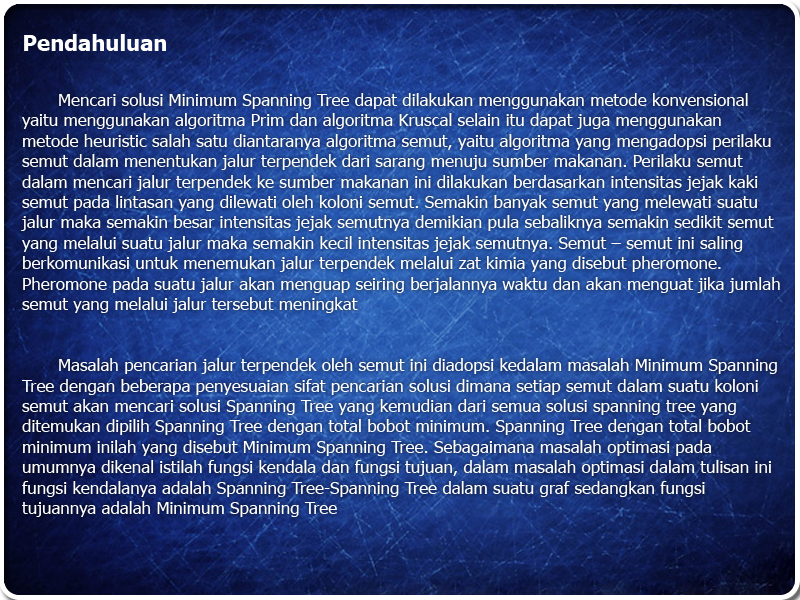 Pendahuluan
Mencari solusi Minimum Spanning Tree dapat dilakukan menggunakan metode konvensional
yaitu menggunakan algoritma Prim dan algoritma Kruscal selain itu dapat juga menggunakan
metode heuristic salah satu diantaranya algoritma semut, yaitu algoritma yang mengadopsi perilaku
semut dalam menentukan jalur terpendek dari sarang menuju sumber makanan. Perilaku semut
dalam mencari jalur terpendek ke sumber makanan ini dilakukan berdasarkan intensitas jejak kaki
semut pada lintasan yang dilewati oleh koloni semut. Semakin banyak semut yang melewati suatu
jalur maka semakin besar intensitas jejak semutnya demikian pula sebaliknya semakin sedikit semut
yang melalui suatu jalur maka semakin kecil intensitas jejak semutnya. Semut – semut ini saling
berkomunikasi untuk menemukan jalur terpendek melalui zat kimia yang disebut pheromone.
Pheromone pada suatu jalur akan menguap seiring berjalannya waktu dan akan menguat jika jumlah
semut yang melalui jalur tersebut meningkat
Masalah pencarian jalur terpendek oleh semut ini diadopsi kedalam masalah Minimum Spanning
Tree dengan beberapa penyesuaian sifat pencarian solusi dimana setiap semut dalam suatu koloni
semut akan mencari solusi Spanning Tree yang kemudian dari semua solusi spanning tree yang
ditemukan dipilih Spanning Tree dengan total bobot minimum. Spanning Tree dengan total bobot
minimum inilah yang disebut Minimum Spanning Tree. Sebagaimana masalah optimasi pada
umumnya dikenal istilah fungsi kendala dan fungsi tujuan, dalam masalah optimasi dalam tulisan ini
fungsi kendalanya adalah Spanning Tree-Spanning Tree dalam suatu graf sedangkan fungsi
tujuannya adalah Minimum Spanning Tree